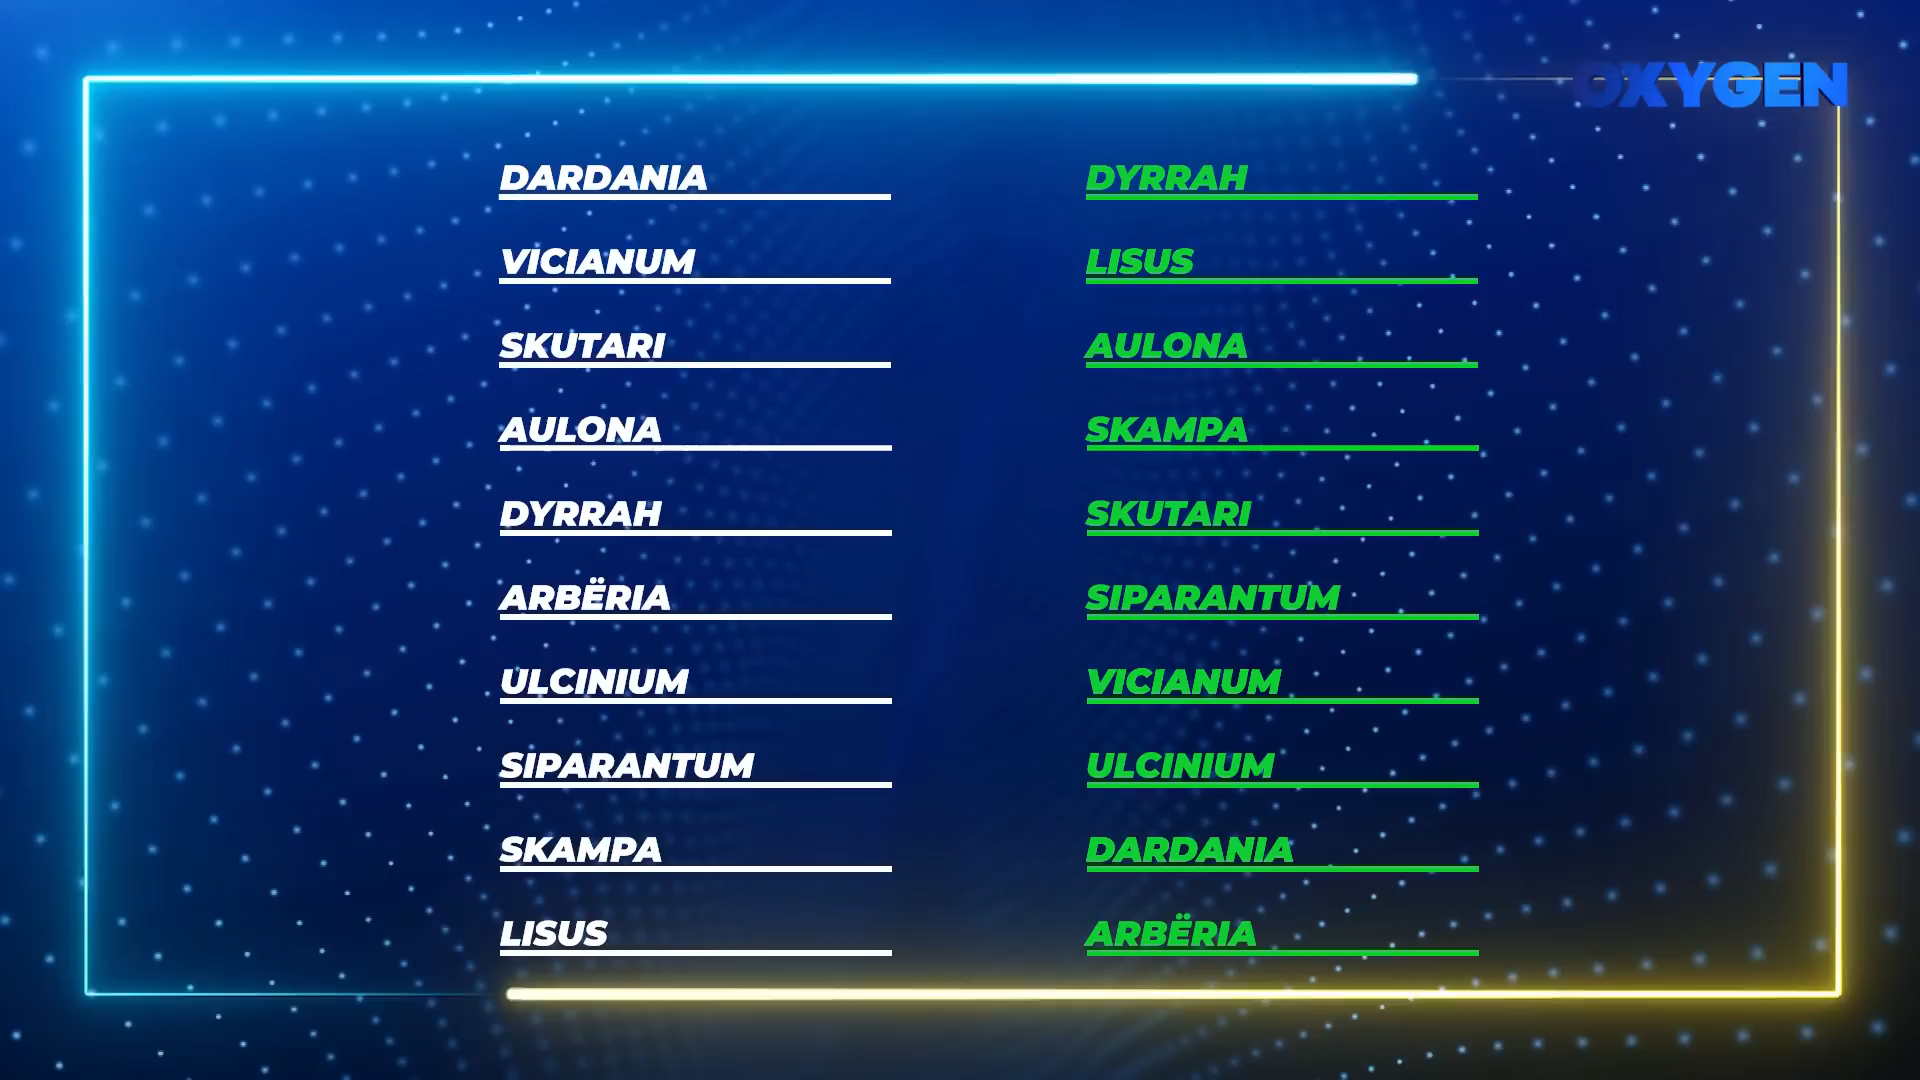 OXYGEN
DARDANIA
DYRRAH
VICIANUM
LISUS
SKUTARI
AULONA
AULONA
SKAMPA
DYRRAH
SKUTARI
ARBËRIA
SIPARANTUM
ULCINIUM
VICIANUM
SIPARANTUM
ULCINIUM
SKAMPA
DARDANIA
LISUS
ARBËRIA